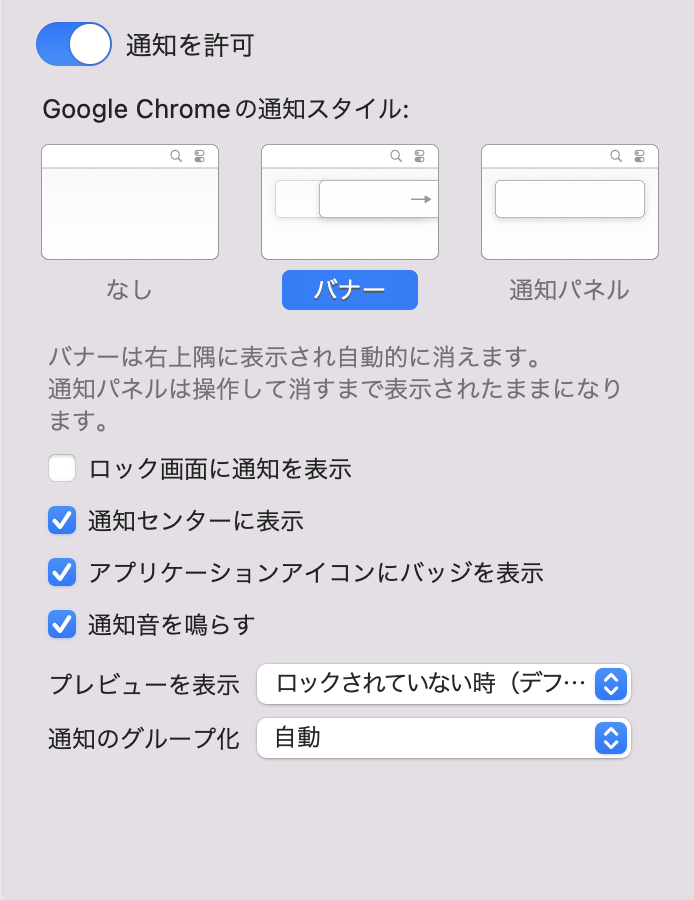 通知を許可
Google Chromeの通知スタイル:
なし
バナー
通知パネル
バナーは右上隅に表示され自動的に消えます。
通知パネルは操作して消すまで表示されたままになり
ます。
ロック画面に通知を表示
通知センターに表示
アプリケーションアイコンにバッジを表示
通知音を鳴らす
プレビューを表示 ロックされていない時（デフ…
通知のグループ化 自動